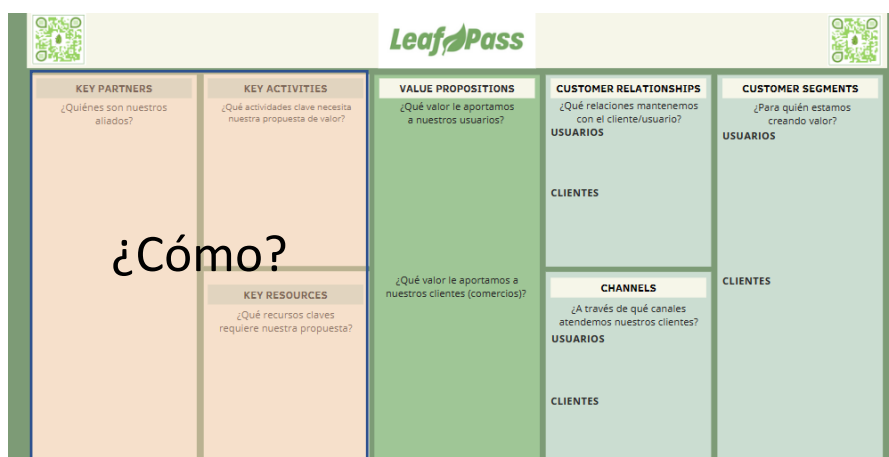 Leaf Pass
KEY PARTNERS
¿Quiénes son nuestros
aliados?
KEY ACTIVITIES
¿Qué actividades clave necesita
nuestra propuesta de valor?
¿Cómo?
KEY RESOURCES
¿Qué recursos claves
requiere nuestra propuesta?
VALUE PROPOSITIONS
¿Qué valor le aportamos
a nuestros usuarios?
¿Qué valor le aportamos a
nuestros clientes (comercios)?
CUSTOMER RELATIONSHIPS
¿Qué relaciones mantenemos
con el cliente/usuario?
USUARIOS
CLIENTES
CHANNELS
¿A través de qué canales
atendemos nuestros clientes?
USUARIOS
CLIENTES
CUSTOMER SEGMENTS
¿Para quién estamos
creando valor?
USUARIOS
CLIENTES